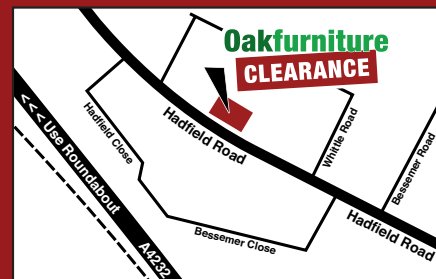 Oakfurniture
CLEARANCE
Hadfield Road
Hadfield Close
Whittle Road
Bessemer Road
<<< Use Roundabout
A4232
Bessemer Close
Hadfield Road